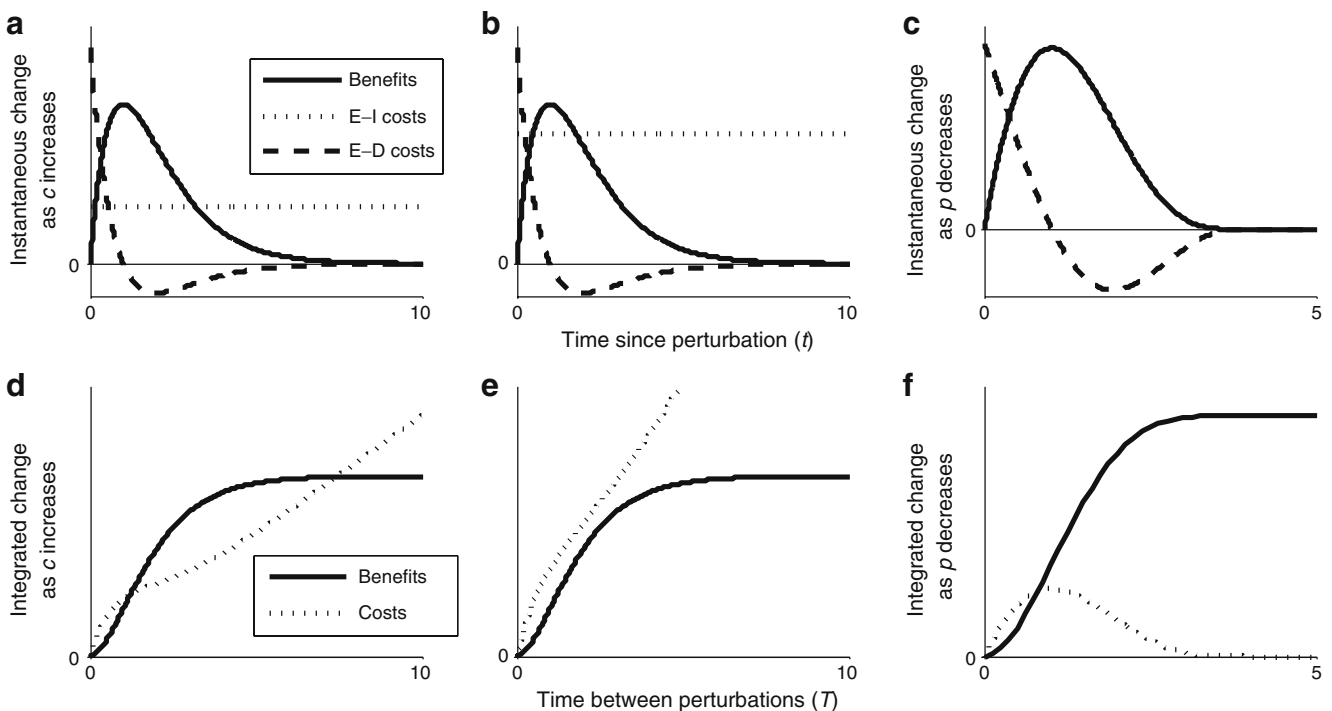 a
b
c
Instantaneous change
as c increases
Benefits
E–I costs
E–D costs
0
0
10
0
0
10
Time since perturbation (t)
Instantaneous change
as p decreases
0
0
5
d
e
f
Integrated change
as c increases
Benefits
Costs
0
0
10
0
0
10
Time between perturbations (T)
Integrated change
as p decreases
0
0
5